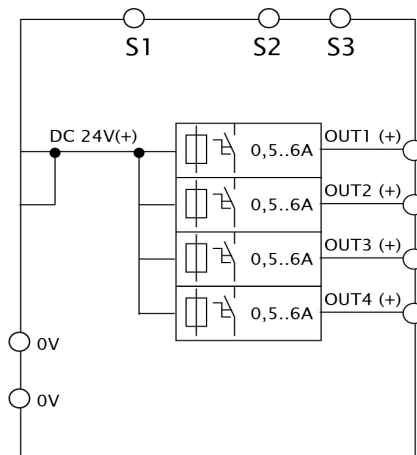 S1 S2 S3
DC 24V(+)
0,5..6A OUT1 (+)
0,5..6A OUT2 (+)
0,5..6A OUT3 (+)
0,5..6A OUT4 (+)
0V
0V